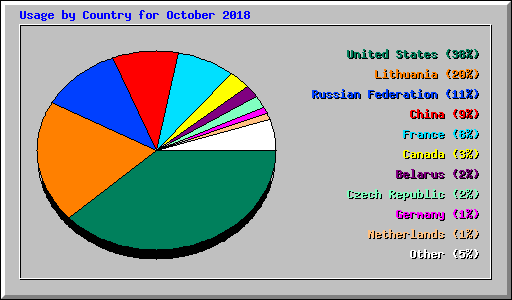 Usage by Country for October 2018
United States (38%)
Lithuania (20%)
Russian Federation (11%)
China (9%)
France (8%)
Canada (3%)
Belarus (2%)
Czech Republic (2%)
Germany (1%)
Netherlands (1%)
Other (5%)